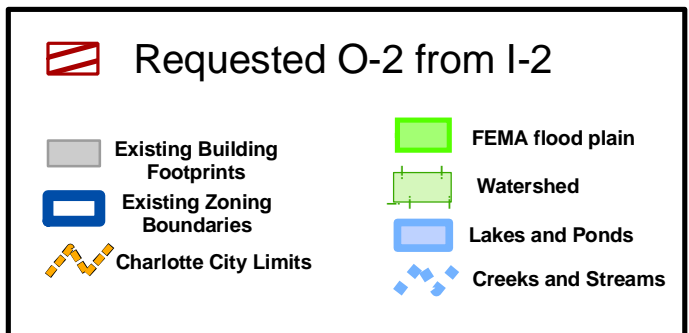 Requested O-2 from I-2
Existing Building
Footprints
Existing Zoning
Boundaries
Charlotte City Limits
FEMA flood plain
Watershed
Lakes and Ponds
Creeks and Streams